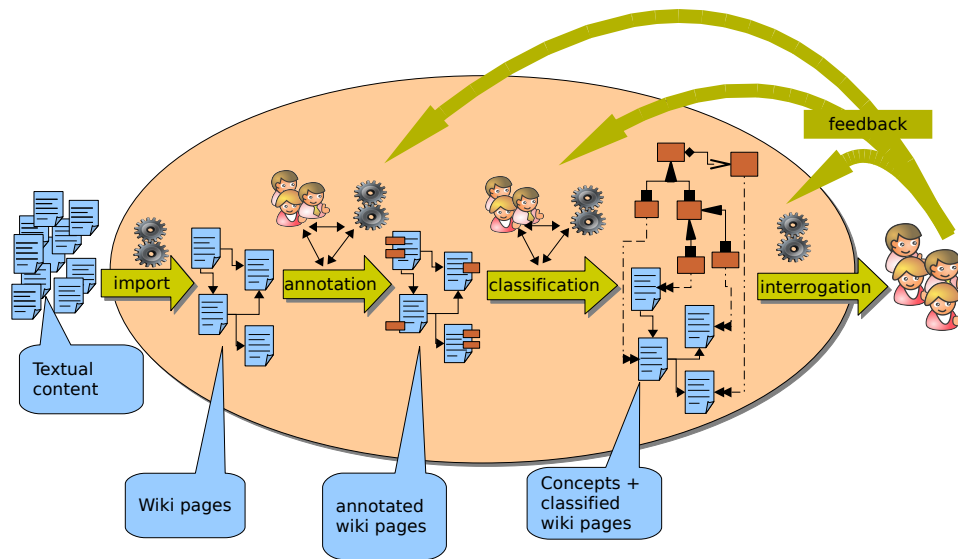 feedback
import
annotation
classification
interrogation
Textual
content
Wiki pages
annotated
wiki pages
Concepts +
classified
wiki pages